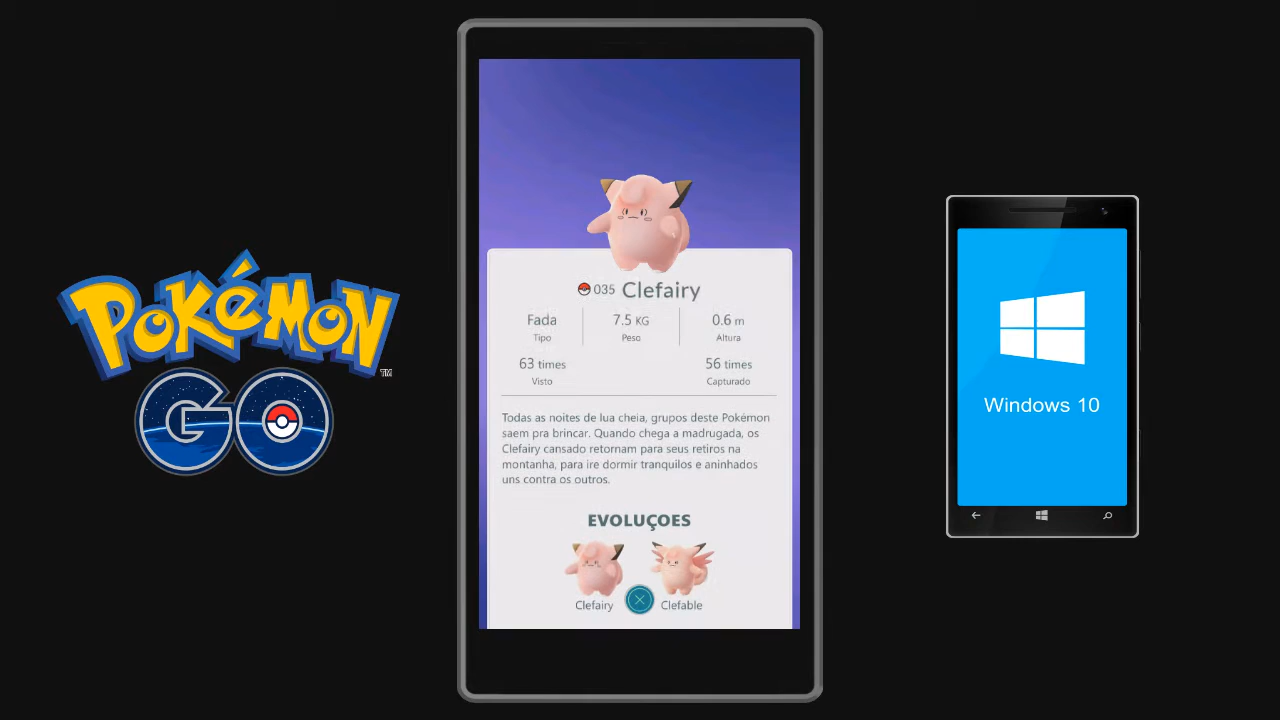 POKÉMON
TM
GO
035 Clefairy
Fada
7.5 KG
0.6 m
Tipo
Peso
Altura
63 times
56 times
Visto
Capturado
Todas as noites de lua cheia, grupos deste Pokémon
saem pra brincar. Quando chega a madrugada, os
Clefairy cansado retornam para seus retiros na
montanha, para ire dormir tranquilos e aninhados
uns contra os outros.
EVOLUÇOES
Clefairy
Clefable
Windows 10